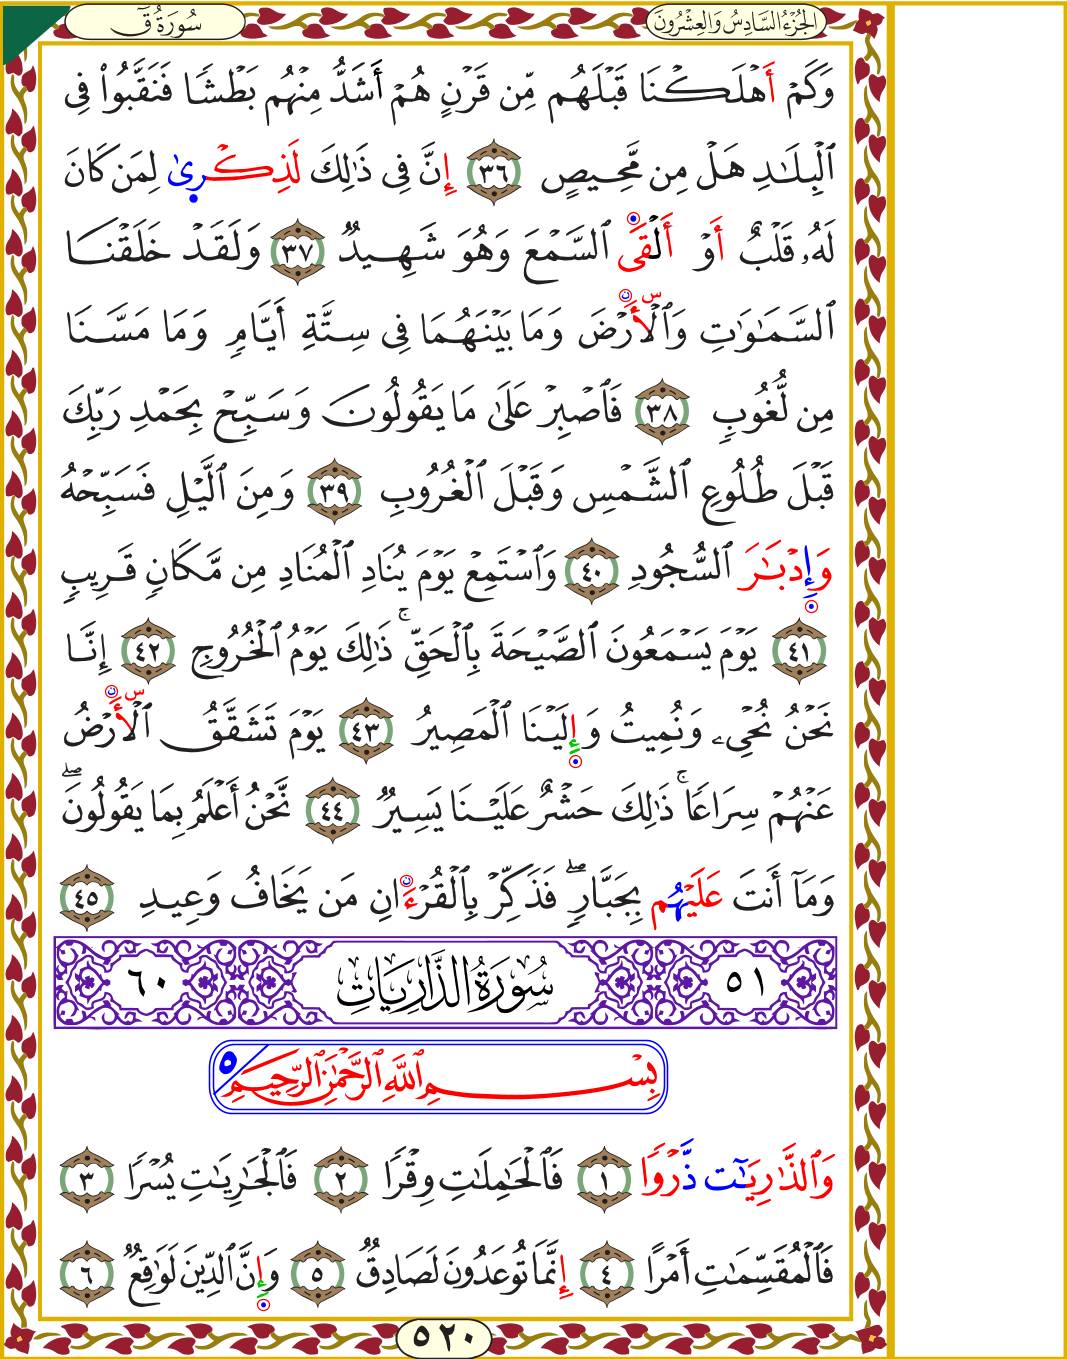 سُورَةُ قٓ
الجُزْءُ السَّادِسُ وَالعِشْرُونَ
وَكَمْ أَهْلَكْنَا قَبْلَهُم مِّن قَرْنٍ هُمْ أَشَدُّ مِنْهُم بَطْشًا فَنَقَّبُواْ فِى
ٱلْبِلَٰدِ هَلْ مِن مَّحِيصٍ ٣٦ إِنَّ فِى ذَٰلِكَ لَذِكْرِىٰ لِمَن كَانَ
لَهُۥ قَلْبٌ أَوْ أَلْقَى ٱلسَّمْعَ وَهُوَ شَهِيدٌ ٣٧ وَلَقَدْ خَلَقْنَا
ٱلسَّمَٰوَٰتِ وَٱلْأَرْضَ وَمَا بَيْنَهُمَا فِى سِتَّةِ أَيَّامٍ وَمَا مَسَّنَا
مِن لُّغُوبٍ ٣٨ فَٱصْبِرْ عَلَىٰ مَا يَقُولُونَ وَسَبِّحْ بِحَمْدِ رَبِّكَ
قَبْلَ طُلُوعِ ٱلشَّمْسِ وَقَبْلَ ٱلْغُرُوبِ ٣٩ وَمِنَ ٱلَّيْلِ فَسَبِّحْهُ
وَإِدْبَٰرَ ٱلسُّجُودِ ٤٠ وَٱسْتَمِعْ يَوْمَ يُنَادِ ٱلْمُنَادِ مِن مَّكَانٍ قَرِيبٍ
٤١ يَوْمَ يَسْمَعُونَ ٱلصَّيْحَةَ بِٱلْحَقِّ ۚ ذَٰلِكَ يَوْمُ ٱلْخُرُوجِ ٤٢ إِنَّا
نَحْنُ نُحْىِۦ وَنُمِيتُ وَإِلَيْنَا ٱلْمَصِيرُ ٤٣ يَوْمَ تَشَقَّقُ ٱلْأَرْضُ
عَنْهُمْ سِرَاعًا ۚ ذَٰلِكَ حَشْرٌ عَلَيْنَا يَسِيرٌ ٤٤ نَّحْنُ أَعْلَمُ بِمَا يَقُولُونَ ۖ
وَمَآ أَنتَ عَلَيْهُم بِجَبَّارٍ ۖ فَذَكِّرْ بِٱلْقُرْءَانِ مَن يَخَافُ وَعِيدِ ٤٥
٥١ سُورَةُ الذَّارِيَاتِ ٦٠
بِسْمِ ٱللَّهِ ٱلرَّحْمَٰنِ ٱلرَّحِيمِ ٥
وَٱلذَّٰرِيَٰٓت ذَّرْوًا ١ فَٱلْحَٰمِلَٰتِ وِقْرًا ٢ فَٱلْجَٰرِيَٰتِ يُسْرًا ٣
فَٱلْمُقَسِّمَٰتِ أَمْرًا ٤ إِنَّمَا تُوعَدُونَ لَصَادِقٌ ٥ وَإِنَّ ٱلدِّينَ لَوَٰقِعٌ ٦
٥٢٠